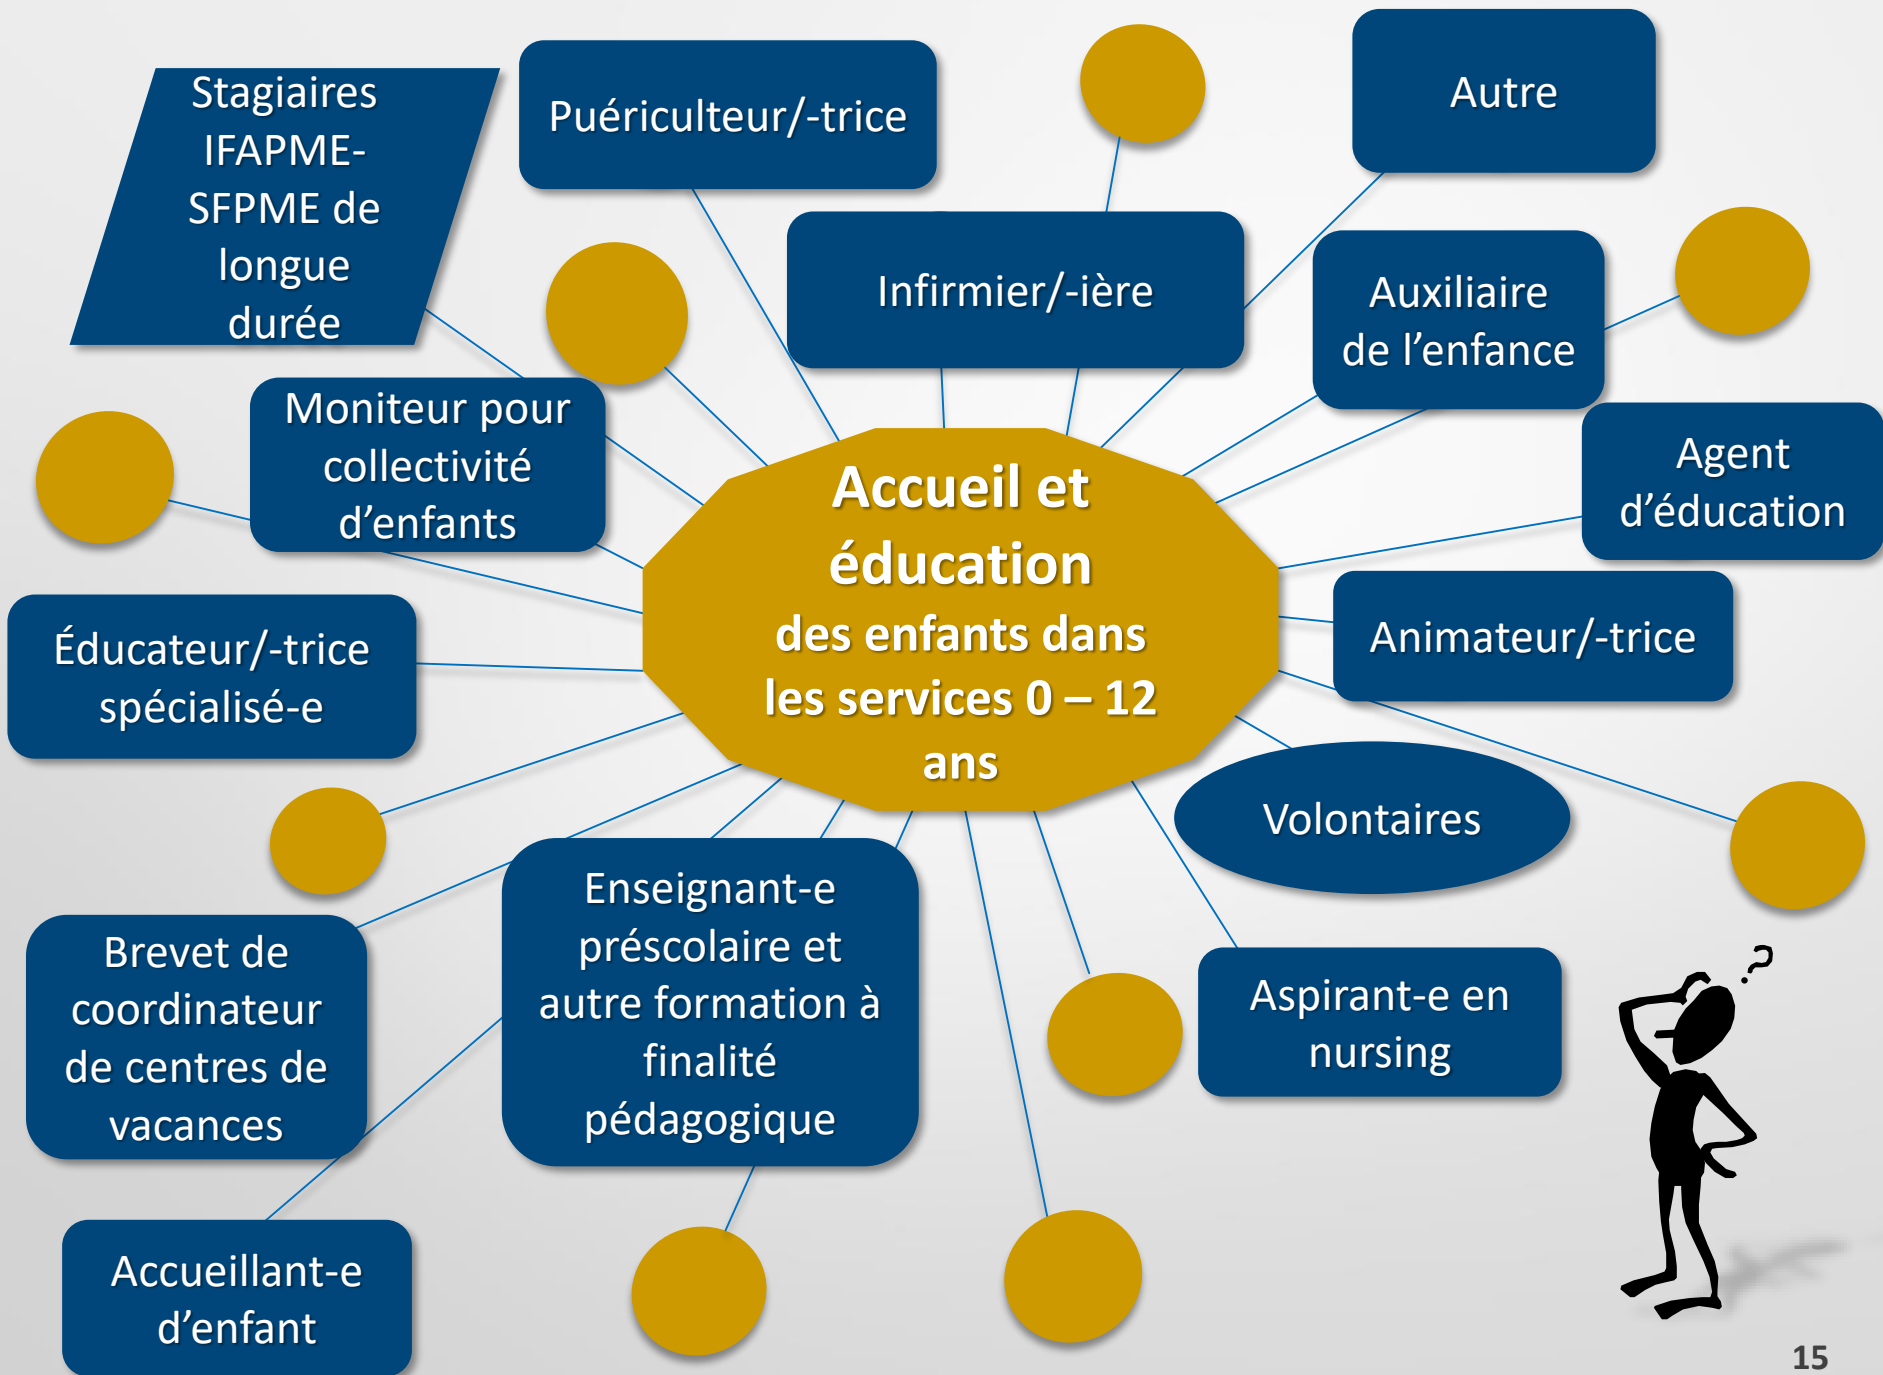 Stagiaires
IFAPME-
SFPME de
longue
durée
Puériculteur/-trice
Autre
Infirmier/-ière
Auxiliaire
de l’enfance
Moniteur pour
collectivité
d’enfants
Agent
d’éducation
Accueil et
éducation
des enfants dans
les services 0 – 12
ans
Éducateur/-trice
spécialisé-e
Animateur/-trice
Volontaires
Brevet de
coordinateur
de centres de
vacances
Enseignant-e
préscolaire et
autre formation à
finalité
pédagogique
Aspirant-e en
nursing
?
Accueillant-e
d’enfant
15